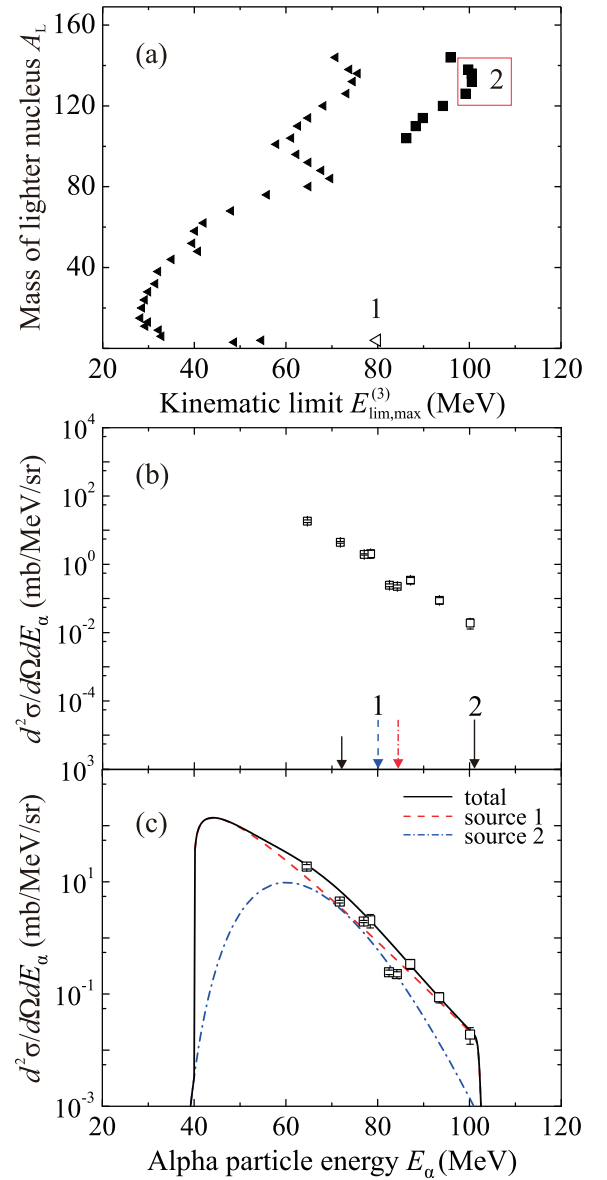 160
120
80
40
Mass of lighter nucleus A_L
(a)
2
1
20 40 60 80 100 120
Kinematic limit E^{(3)}_{lim,max} (MeV)
10^4
10^2
10^0
10^-2
10^-4
d^2σ/dΩdE_α (mb/MeV/sr)
(b)
1
2
10^3
10^1
10^-1
10^-3
d^2σ/dΩdE_α (mb/MeV/sr)
(c)
total
source 1
source 2
20 40 60 80 100 120
Alpha particle energy E_α (MeV)